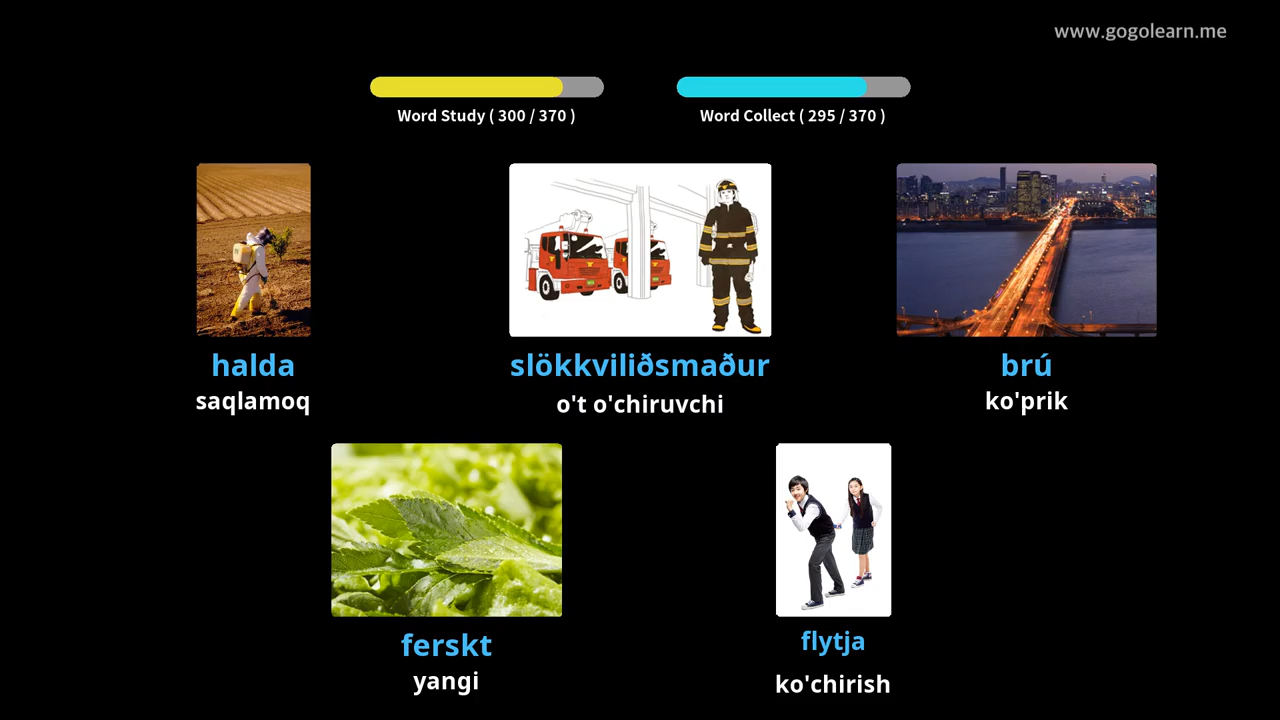 www.gogolearn.me
Word Study ( 300 / 370 )
Word Collect ( 295 / 370 )
halda
saqlamoq
slökkviliðsmaður
o't o'chiruvchi
brú
ko'prik
ferskt
yangi
flytja
ko'chirish